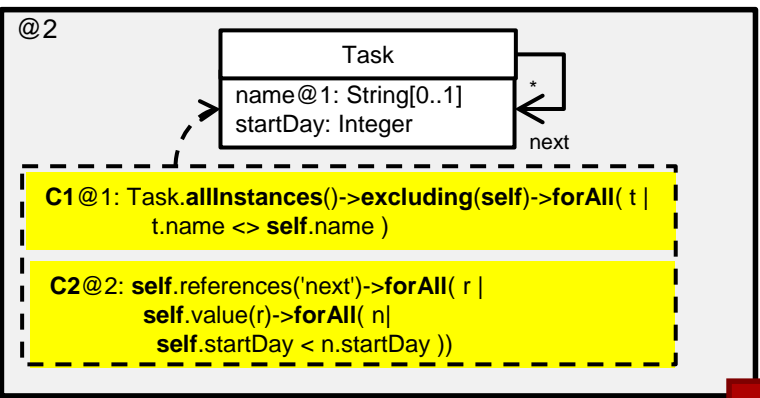 @2
Task
name@1: String[0..1]
startDay: Integer
*
next
C1@1: Task.allInstances()->excluding(self)->forAll( t |
t.name <> self.name )
C2@2: self.references('next')->forAll( r |
self.value(r)->forAll( n|
self.startDay < n.startDay ))